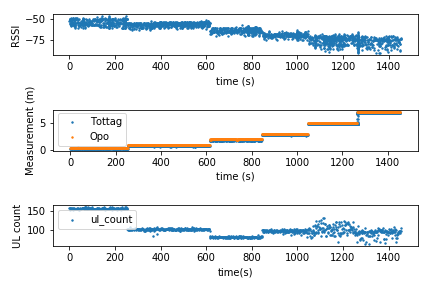 −50
−75
RSSI
0 200 400 600 800 1000 1200 1400
time (s)
5
0
Measurement (m)
Tottag
Opo
0 200 400 600 800 1000 1200 1400
time (s)
150
100
UL count
ul_count
0 200 400 600 800 1000 1200 1400
time(s)